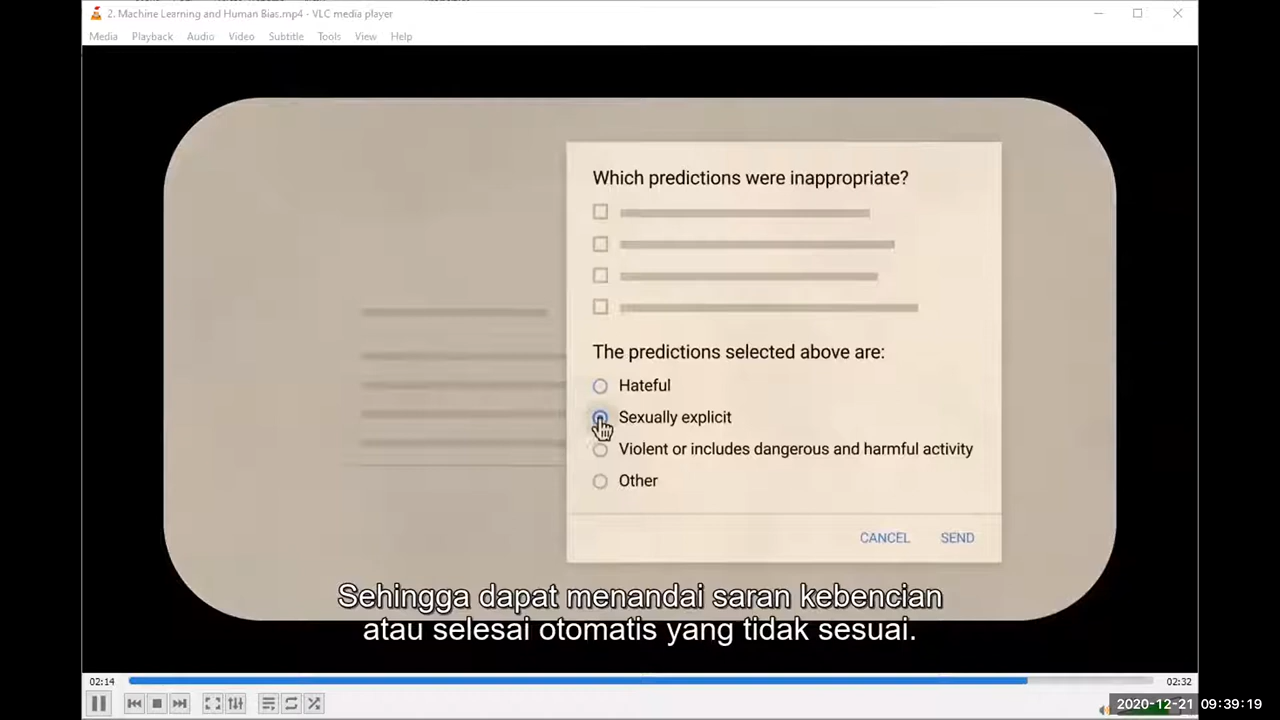 2. Machine Learning and Human Bias.mp4 - VLC media player
Media Playback Audio Video Subtitle Tools View Help
Which predictions were inappropriate?
The predictions selected above are:
Hateful
Sexually explicit
Violent or includes dangerous and harmful activity
Other
CANCEL SEND
Sehingga dapat menandai saran kebencian
atau selesai otomatis yang tidak sesuai.
02:14 02:32
2020-12-21 09:39:19